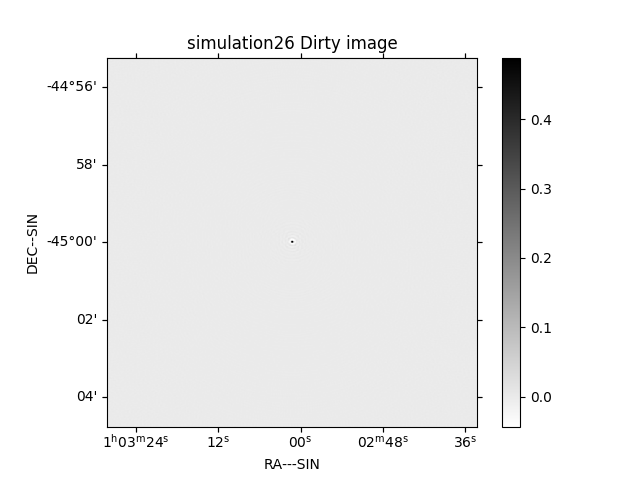 simulation26 Dirty image
-44°56'
58'
-45°00'
02'
04'
DEC--SIN
1ʰ03ᵐ24ˢ 12ˢ 00ˢ 02ᵐ48ˢ 36ˢ
RA---SIN
0.4
0.3
0.2
0.1
0.0